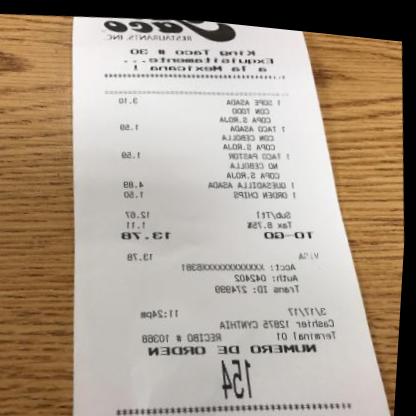 Taco
RESTAURANTS, INC.
King Taco # 30
Exquisitamente...
a la Mexicana !
1 SOPE ASADA 3.10
CON TODO
COPA S.ROJA
1 TACO ASADA 1.59
CON CEBOLLA
COPA S.ROJA
1 TACO PASTOR 1.59
CEBOLLA NO
COPA S.ROJA
1 QUESADILLA ASADA 4.89
1 ORDEN CHIPS 1.50
Sub/Ttl 12.67
Tax 8.75% 1.11
TO-GO 13.78
VISA 13.78
Acct: XXXXXXXXXXXX8381
Auth: 042402
Trans ID: 274999
3/17/17 11:24pm
Cashier 12875 CYNTHIA
Terminal 01 RECIBO # 10368
NUMERO DE ORDEN
154